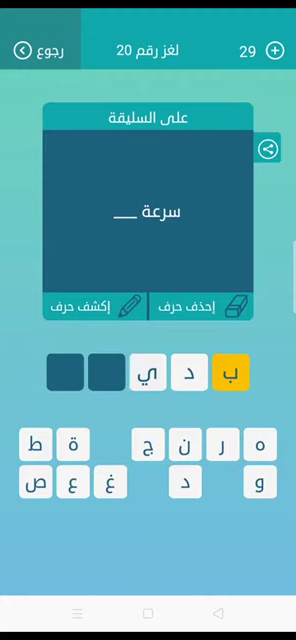 رجوع لغز رقم 20 29
على السليقة
سرعة ___
إحذف حرف إكشف حرف
ب د ي
ه ر ن ج ة ط
و د غ ع ص